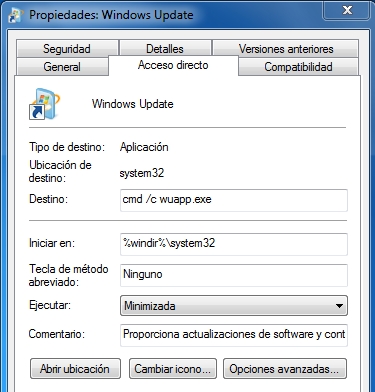 Propiedades: Windows Update
Seguridad Detalles Versiones anteriores
General Acceso directo Compatibilidad
Windows Update
Tipo de destino: Aplicación
Ubicación de destino: system32
Destino: cmd /c wuapp.exe
Iniciar en: %windir%\system32
Tecla de método abreviado: Ninguno
Ejecutar: Minimizada
Comentario: Proporciona actualizaciones de software y cont
Abrir ubicación Cambiar icono... Opciones avanzadas...